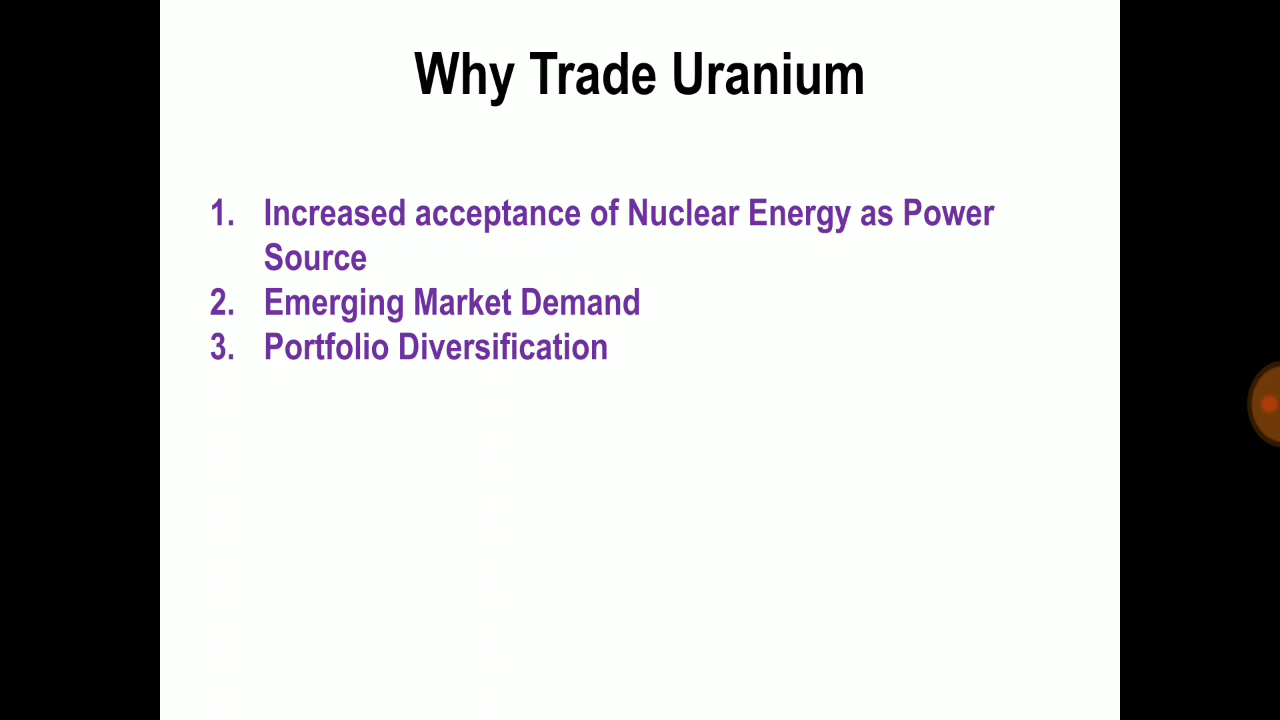 Why Trade Uranium
1. Increased acceptance of Nuclear Energy as Power
Source
2. Emerging Market Demand
3. Portfolio Diversification